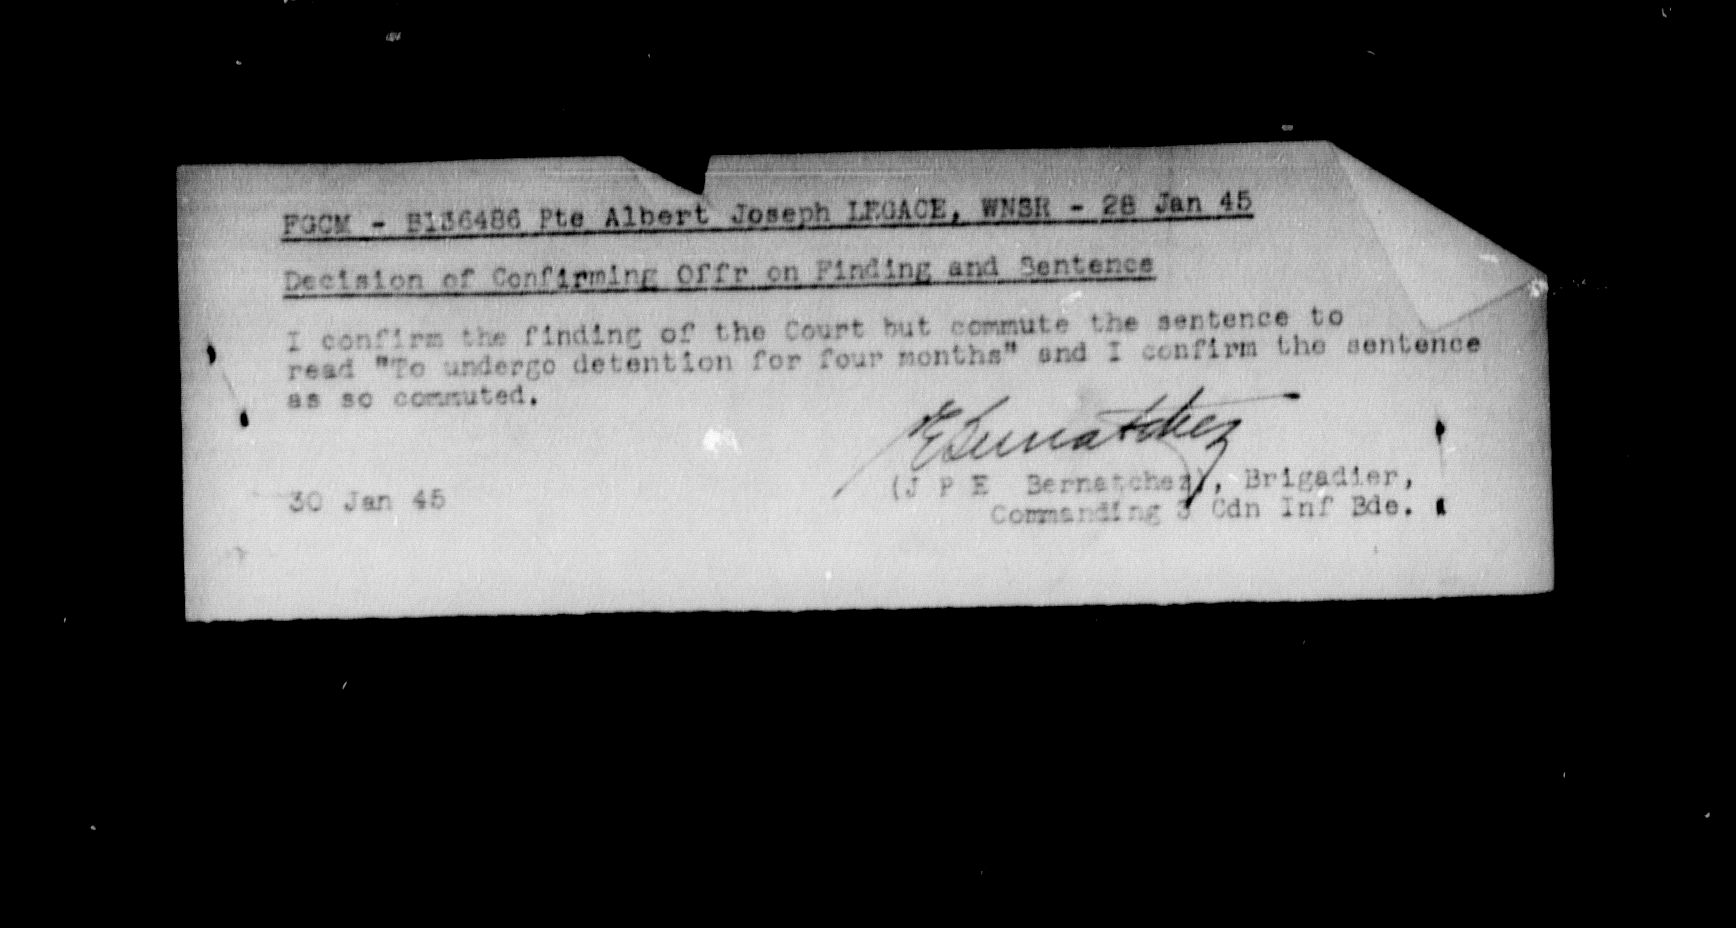 FGCM - B136486 Pte Albert Joseph LEGACE, WNSR - 28 Jan 45
Decision of Confirming Offr on Finding and Sentence
I confirm the finding of the Court but commute the sentence to
read "To undergo detention for four months" and I confirm the sentence
as so commuted.
E Bernatchez
(J P E Bernatchez), Brigadier,
30 Jan 45
Commanding 3 Cdn Inf Bde.